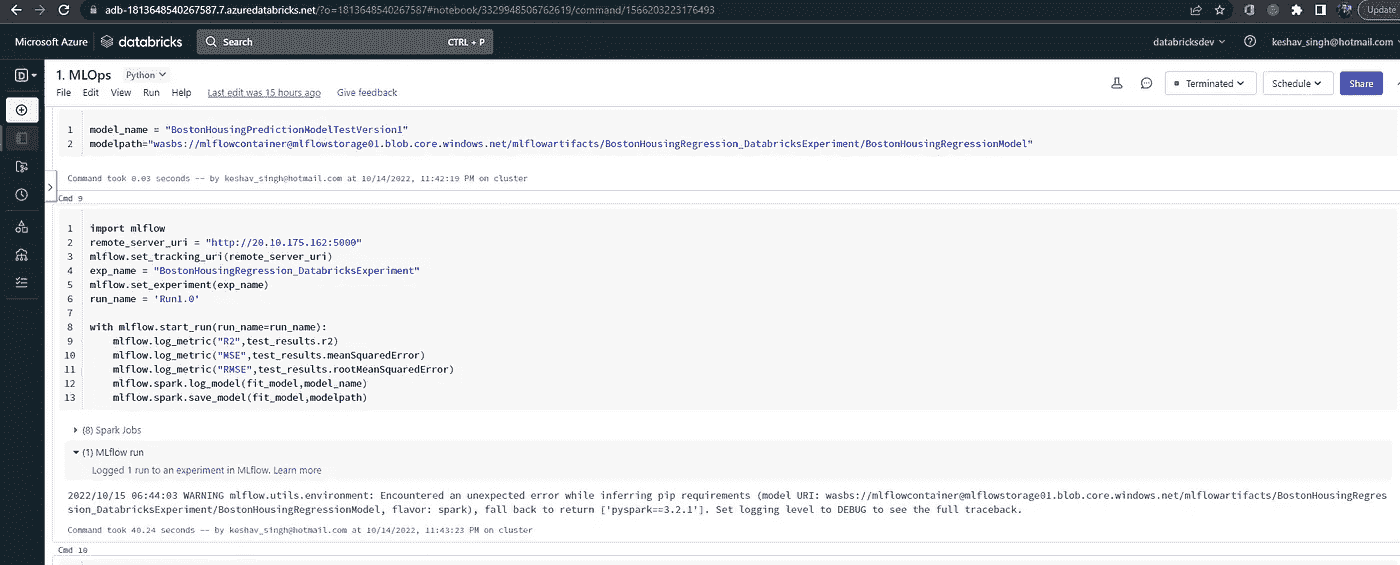 adb-1813648540267587.7.azuredatabricks.net/?o=1813648540267587#notebook/3329948506762619/command/1566203223176493
Update
Microsoft Azure databricks Search CTRL + P databricksdev keshav_singh@hotmail.com
D 1. MLOps Python
File Edit View Run Help Last edit was 15 hours ago Give feedback Terminated Schedule Share
1 model_name = "BostonHousingPredictionModelTestVersion1"
2 modelpath="wasbs://mlflowcontainer@mlflowstorage01.blob.core.windows.net/mlflowartifacts/BostonHousingRegression_DatabricksExperiment/BostonHousingRegressionModel"
Command took 0.03 seconds -- by keshav_singh@hotmail.com at 10/14/2022, 11:42:19 PM on cluster
Cmd 9
1 import mlflow
2 remote_server_uri = "http://20.10.175.162:5000"
3 mlflow.set_tracking_uri(remote_server_uri)
4 exp_name = "BostonHousingRegression_DatabricksExperiment"
5 mlflow.set_experiment(exp_name)
6 run_name = 'Run1.0'
7
8 with mlflow.start_run(run_name=run_name):
9 mlflow.log_metric("R2",test_results.r2)
10 mlflow.log_metric("MSE",test_results.meanSquaredError)
11 mlflow.log_metric("RMSE",test_results.rootMeanSquaredError)
12 mlflow.spark.log_model(fit_model,model_name)
13 mlflow.spark.save_model(fit_model,modelpath)
(8) Spark Jobs
(1) MLflow run
Logged 1 run to an experiment in MLflow. Learn more
2022/10/15 06:44:03 WARNING mlflow.utils.environment: Encountered an unexpected error while inferring pip requirements (model URI: wasbs://mlflowcontainer@mlflowstorage01.blob.core.windows.net/mlflowartifacts/BostonHousingRegres
sion_DatabricksExperiment/BostonHousingRegressionModel, flavor: spark), fall back to return ['pyspark==3.2.1']. Set logging level to DEBUG to see the full traceback.
Command took 40.24 seconds -- by keshav_singh@hotmail.com at 10/14/2022, 11:43:23 PM on cluster
Cmd 10